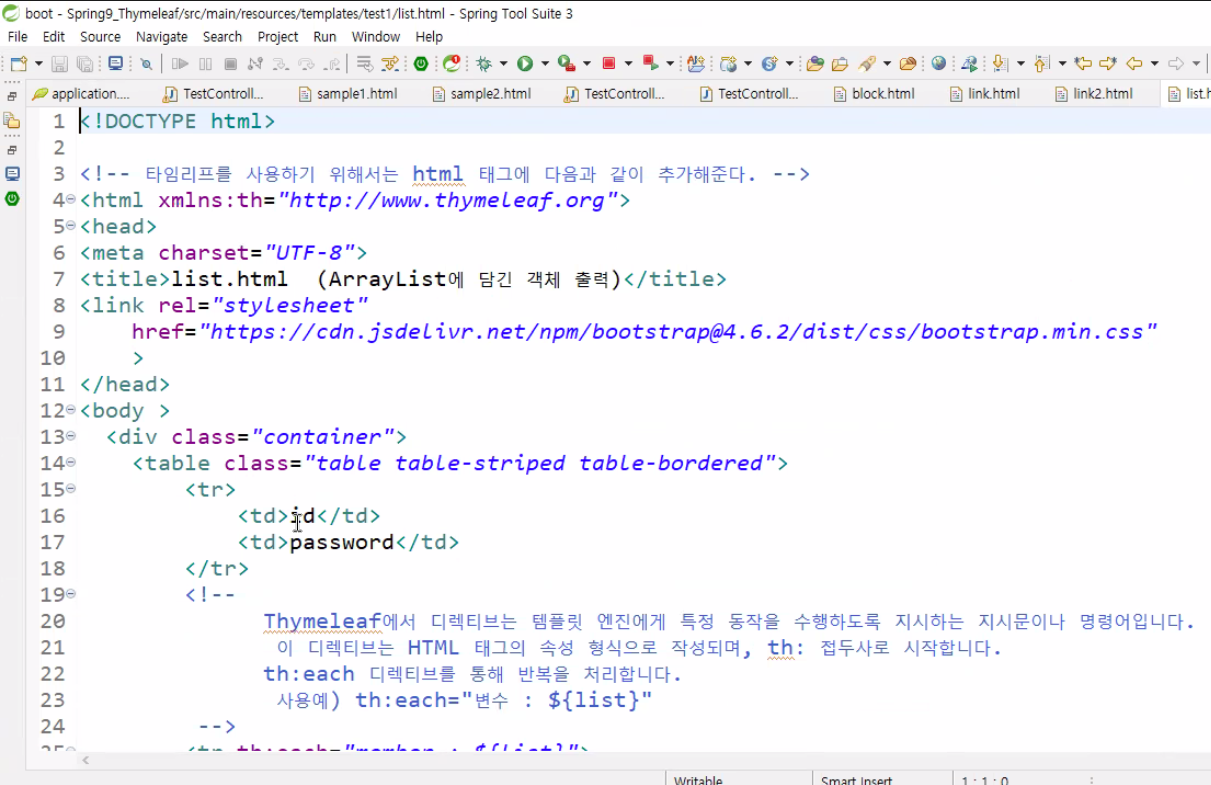 boot - Spring9_Thymeleaf/src/main/resources/templates/test1/list.html - Spring Tool Suite 3
File Edit Source Navigate Search Project Run Window Help
application.... TestControll... sample1.html sample2.html TestControll... TestControll... block.html link.html link2.html list.h
1 <!DOCTYPE html>
2
3 <!-- 타임리프를 사용하기 위해서는 html 태그에 다음과 같이 추가해준다. -->
4 <html xmlns:th="http://www.thymeleaf.org">
5 <head>
6 <meta charset="UTF-8">
7 <title>list.html  (ArrayList에 담긴 객체 출력)</title>
8 <link rel="stylesheet"
9 href="https://cdn.jsdelivr.net/npm/bootstrap@4.6.2/dist/css/bootstrap.min.css"
10 >
11 </head>
12 <body >
13 <div class="container">
14 <table class="table table-striped table-bordered">
15 <tr>
16 <td>id</td>
17 <td>password</td>
18 </tr>
19 <!--
20 Thymeleaf에서 디렉티브는 템플릿 엔진에게 특정 동작을 수행하도록 지시하는 지시문이나 명령어입니다.
21 이 디렉티브는 HTML 태그의 속성 형식으로 작성되며, th: 접두사로 시작합니다.
22 th:each 디렉티브를 통해 반복을 처리합니다.
23 사용예) th:each="변수 : ${list}"
24 -->
25 <tr th:each="member : ${list}">
Writable Smart Insert 1 : 1 : 0